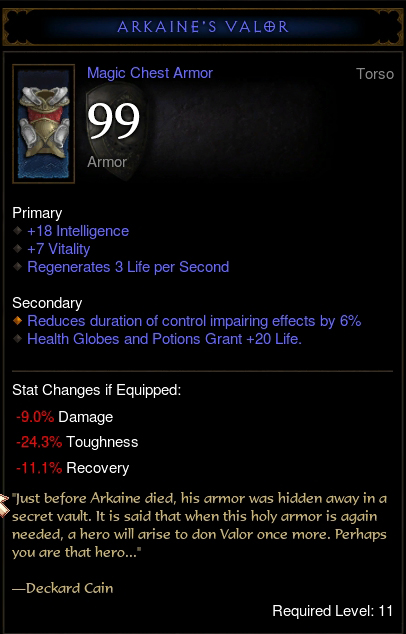 ARKAINE'S VALOR
Magic Chest Armor
Torso
99
Armor
Primary
+18 Intelligence
+7 Vitality
Regenerates 3 Life per Second
Secondary
Reduces duration of control impairing effects by 6%
Health Globes and Potions Grant +20 Life.
Stat Changes if Equipped:
-9.0% Damage
-24.3% Toughness
-11.1% Recovery
"Just before Arkaine died, his armor was hidden away in a
secret vault. It is said that when this holy armor is again
needed, a hero will arise to don Valor once more. Perhaps
you are that hero..."
—Deckard Cain
Required Level: 11